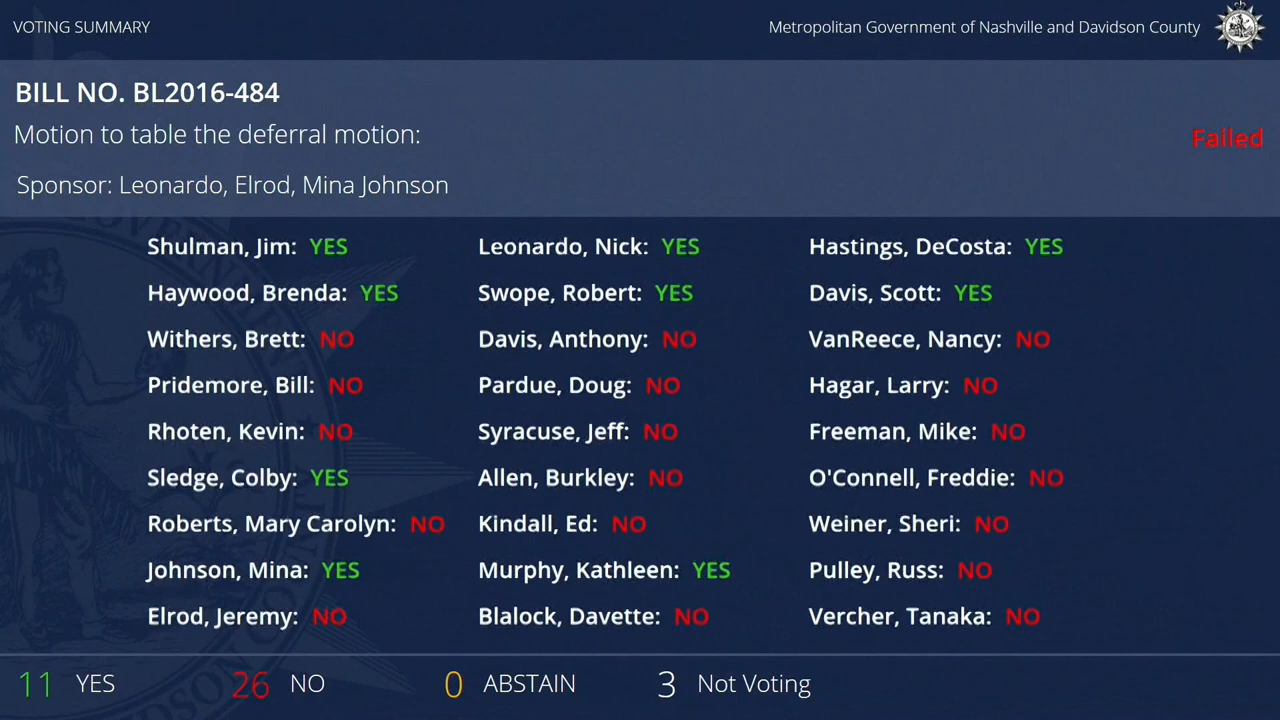 VOTING SUMMARY
Metropolitan Government of Nashville and Davidson County
BILL NO. BL2016-484
Motion to table the deferral motion:
Failed
Sponsor: Leonardo, Elrod, Mina Johnson
Shulman, Jim: YES Leonardo, Nick: YES Hastings, DeCosta: YES
Haywood, Brenda: YES Swope, Robert: YES Davis, Scott: YES
Withers, Brett: NO Davis, Anthony: NO VanReece, Nancy: NO
Pridemore, Bill: NO Pardue, Doug: NO Hagar, Larry: NO
Rhoten, Kevin: NO Syracuse, Jeff: NO Freeman, Mike: NO
Sledge, Colby: YES Allen, Burkley: NO O'Connell, Freddie: NO
Roberts, Mary Carolyn: NO Kindall, Ed: NO Weiner, Sheri: NO
Johnson, Mina: YES Murphy, Kathleen: YES Pulley, Russ: NO
Elrod, Jeremy: NO Blalock, Davette: NO Vercher, Tanaka: NO
11 YES 26 NO 0 ABSTAIN 3 Not Voting